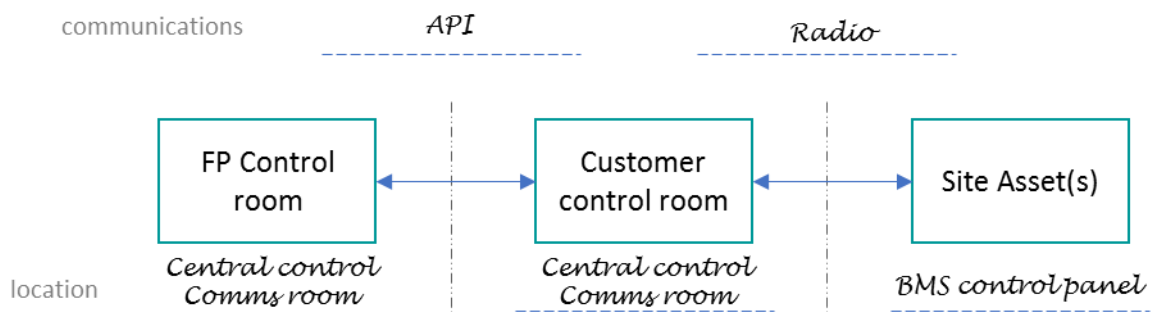 communications
API
Radio
FP Control
room
Customer
control room
Site Asset(s)
location
Central control
Comms room
Central control
Comms room
BMS control panel